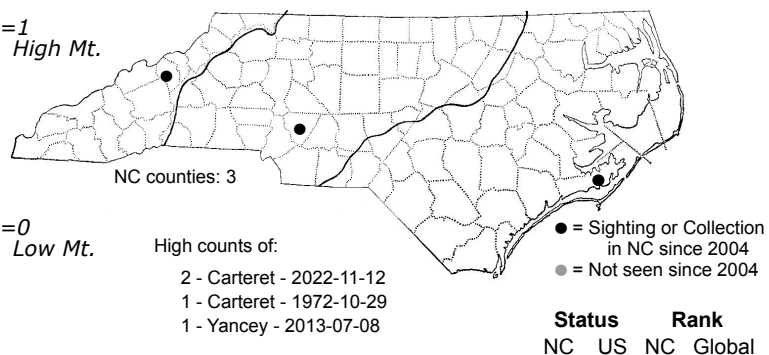 =1
High Mt.
NC counties: 3
=0
Low Mt.
High counts of:
2 - Carteret - 2022-11-12
1 - Carteret - 1972-10-29
1 - Yancey - 2013-07-08
● = Sighting or Collection
in NC since 2004
● = Not seen since 2004
Status Rank
NC US NC Global